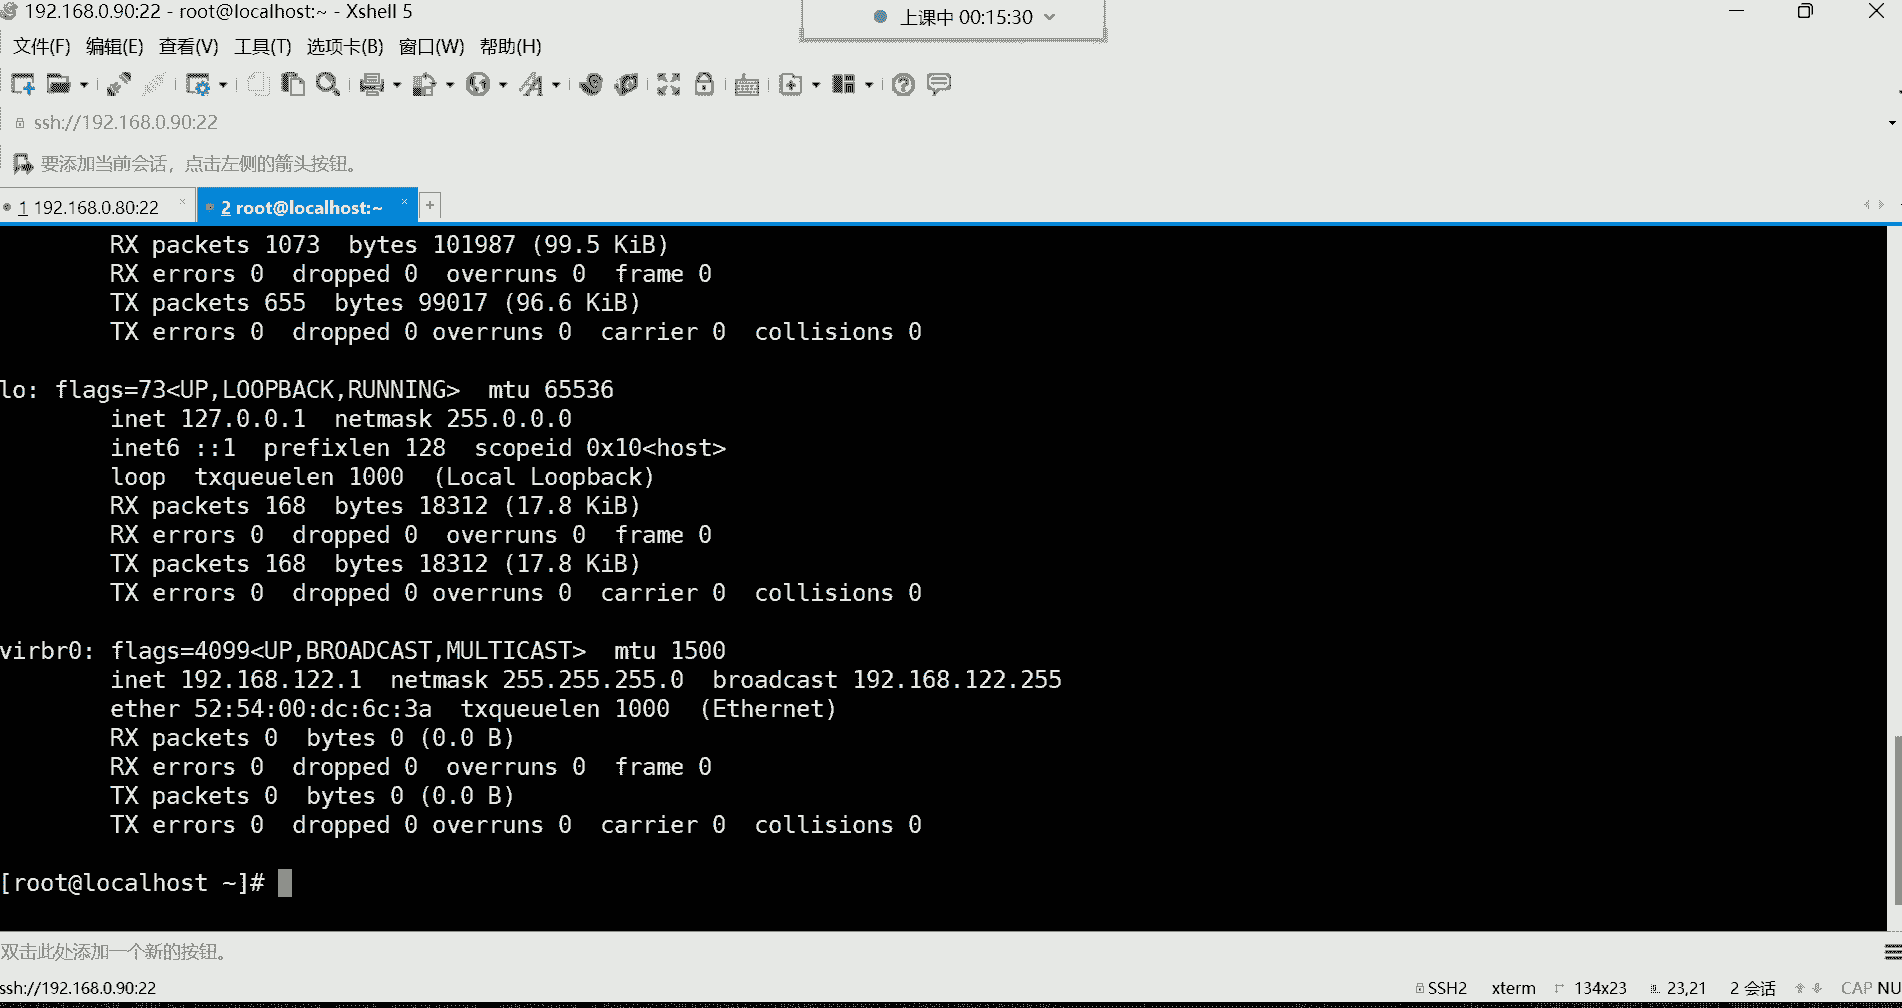 192.168.0.90:22 - root@localhost:~ - Xshell 5
上课中 00:15:30
文件(F) 编辑(E) 查看(V) 工具(T) 选项卡(B) 窗口(W) 帮助(H)
ssh://192.168.0.90:22
要添加当前会话，点击左侧的箭头按钮。
1 192.168.0.80:22 × 2 root@localhost:~ × +
RX packets 1073  bytes 101987 (99.5 KiB)
RX errors 0  dropped 0  overruns 0  frame 0
TX packets 655  bytes 99017 (96.6 KiB)
TX errors 0  dropped 0 overruns 0  carrier 0  collisions 0
lo: flags=73<UP,LOOPBACK,RUNNING>  mtu 65536
inet 127.0.0.1  netmask 255.0.0.0
inet6 ::1  prefixlen 128  scopeid 0x10<host>
loop  txqueuelen 1000  (Local Loopback)
RX packets 168  bytes 18312 (17.8 KiB)
RX errors 0  dropped 0  overruns 0  frame 0
TX packets 168  bytes 18312 (17.8 KiB)
TX errors 0  dropped 0 overruns 0  carrier 0  collisions 0
virbr0: flags=4099<UP,BROADCAST,MULTICAST>  mtu 1500
inet 192.168.122.1  netmask 255.255.255.0  broadcast 192.168.122.255
ether 52:54:00:dc:6c:3a  txqueuelen 1000  (Ethernet)
RX packets 0  bytes 0 (0.0 B)
RX errors 0  dropped 0  overruns 0  frame 0
TX packets 0  bytes 0 (0.0 B)
TX errors 0  dropped 0 overruns 0  carrier 0  collisions 0
[root@localhost ~]#
双击此处添加一个新的按钮。
ssh://192.168.0.90:22 SSH2 xterm 134x23 23,21 2 会话 CAP NU